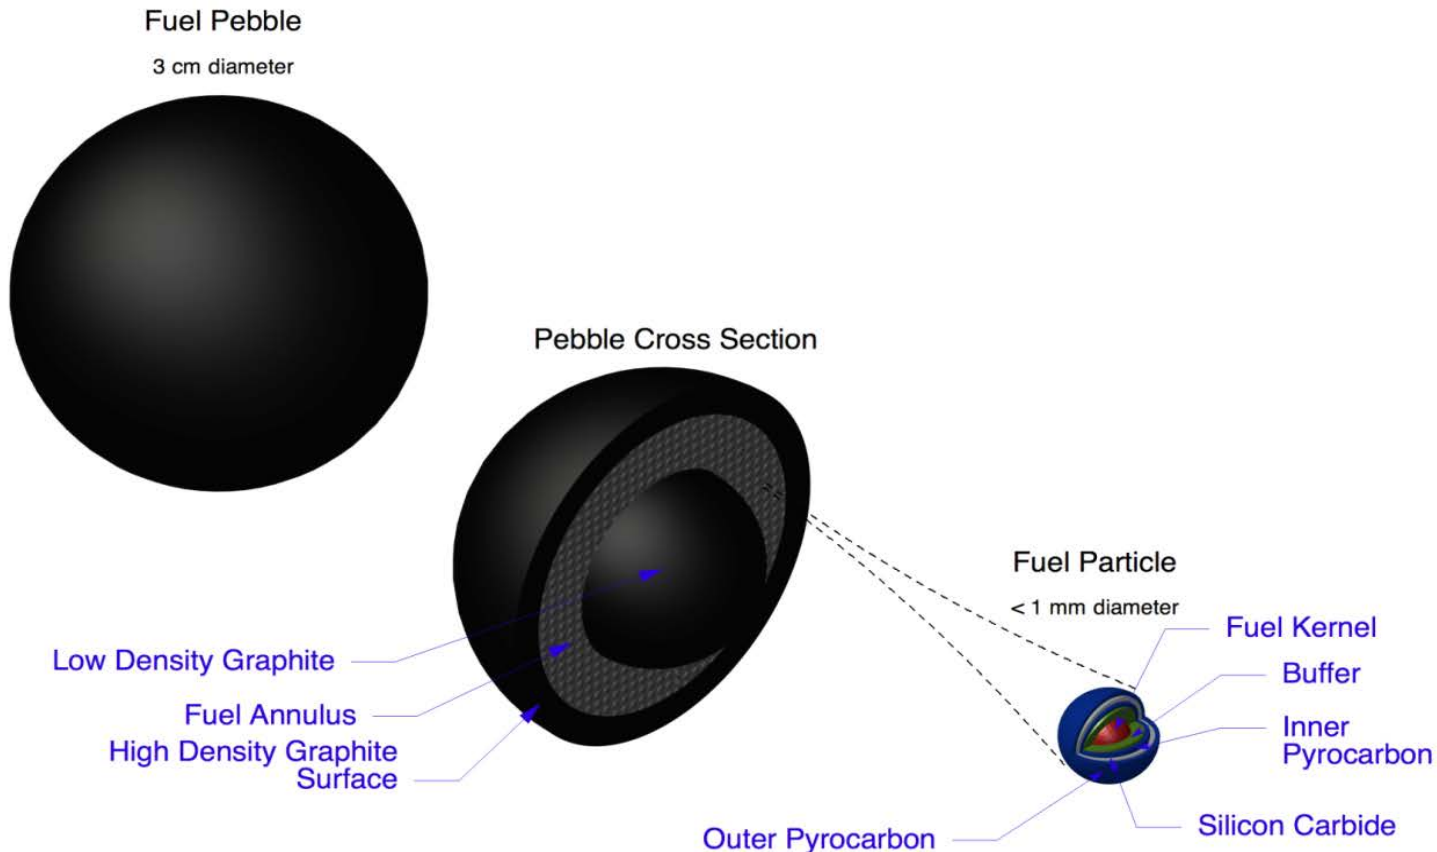 Fuel Pebble
3 cm diameter
Pebble Cross Section
Fuel Particle
< 1 mm diameter
Fuel Kernel
Buffer
Inner
Pyrocarbon
Silicon Carbide
Outer Pyrocarbon
Low Density Graphite
Fuel Annulus
High Density Graphite
Surface